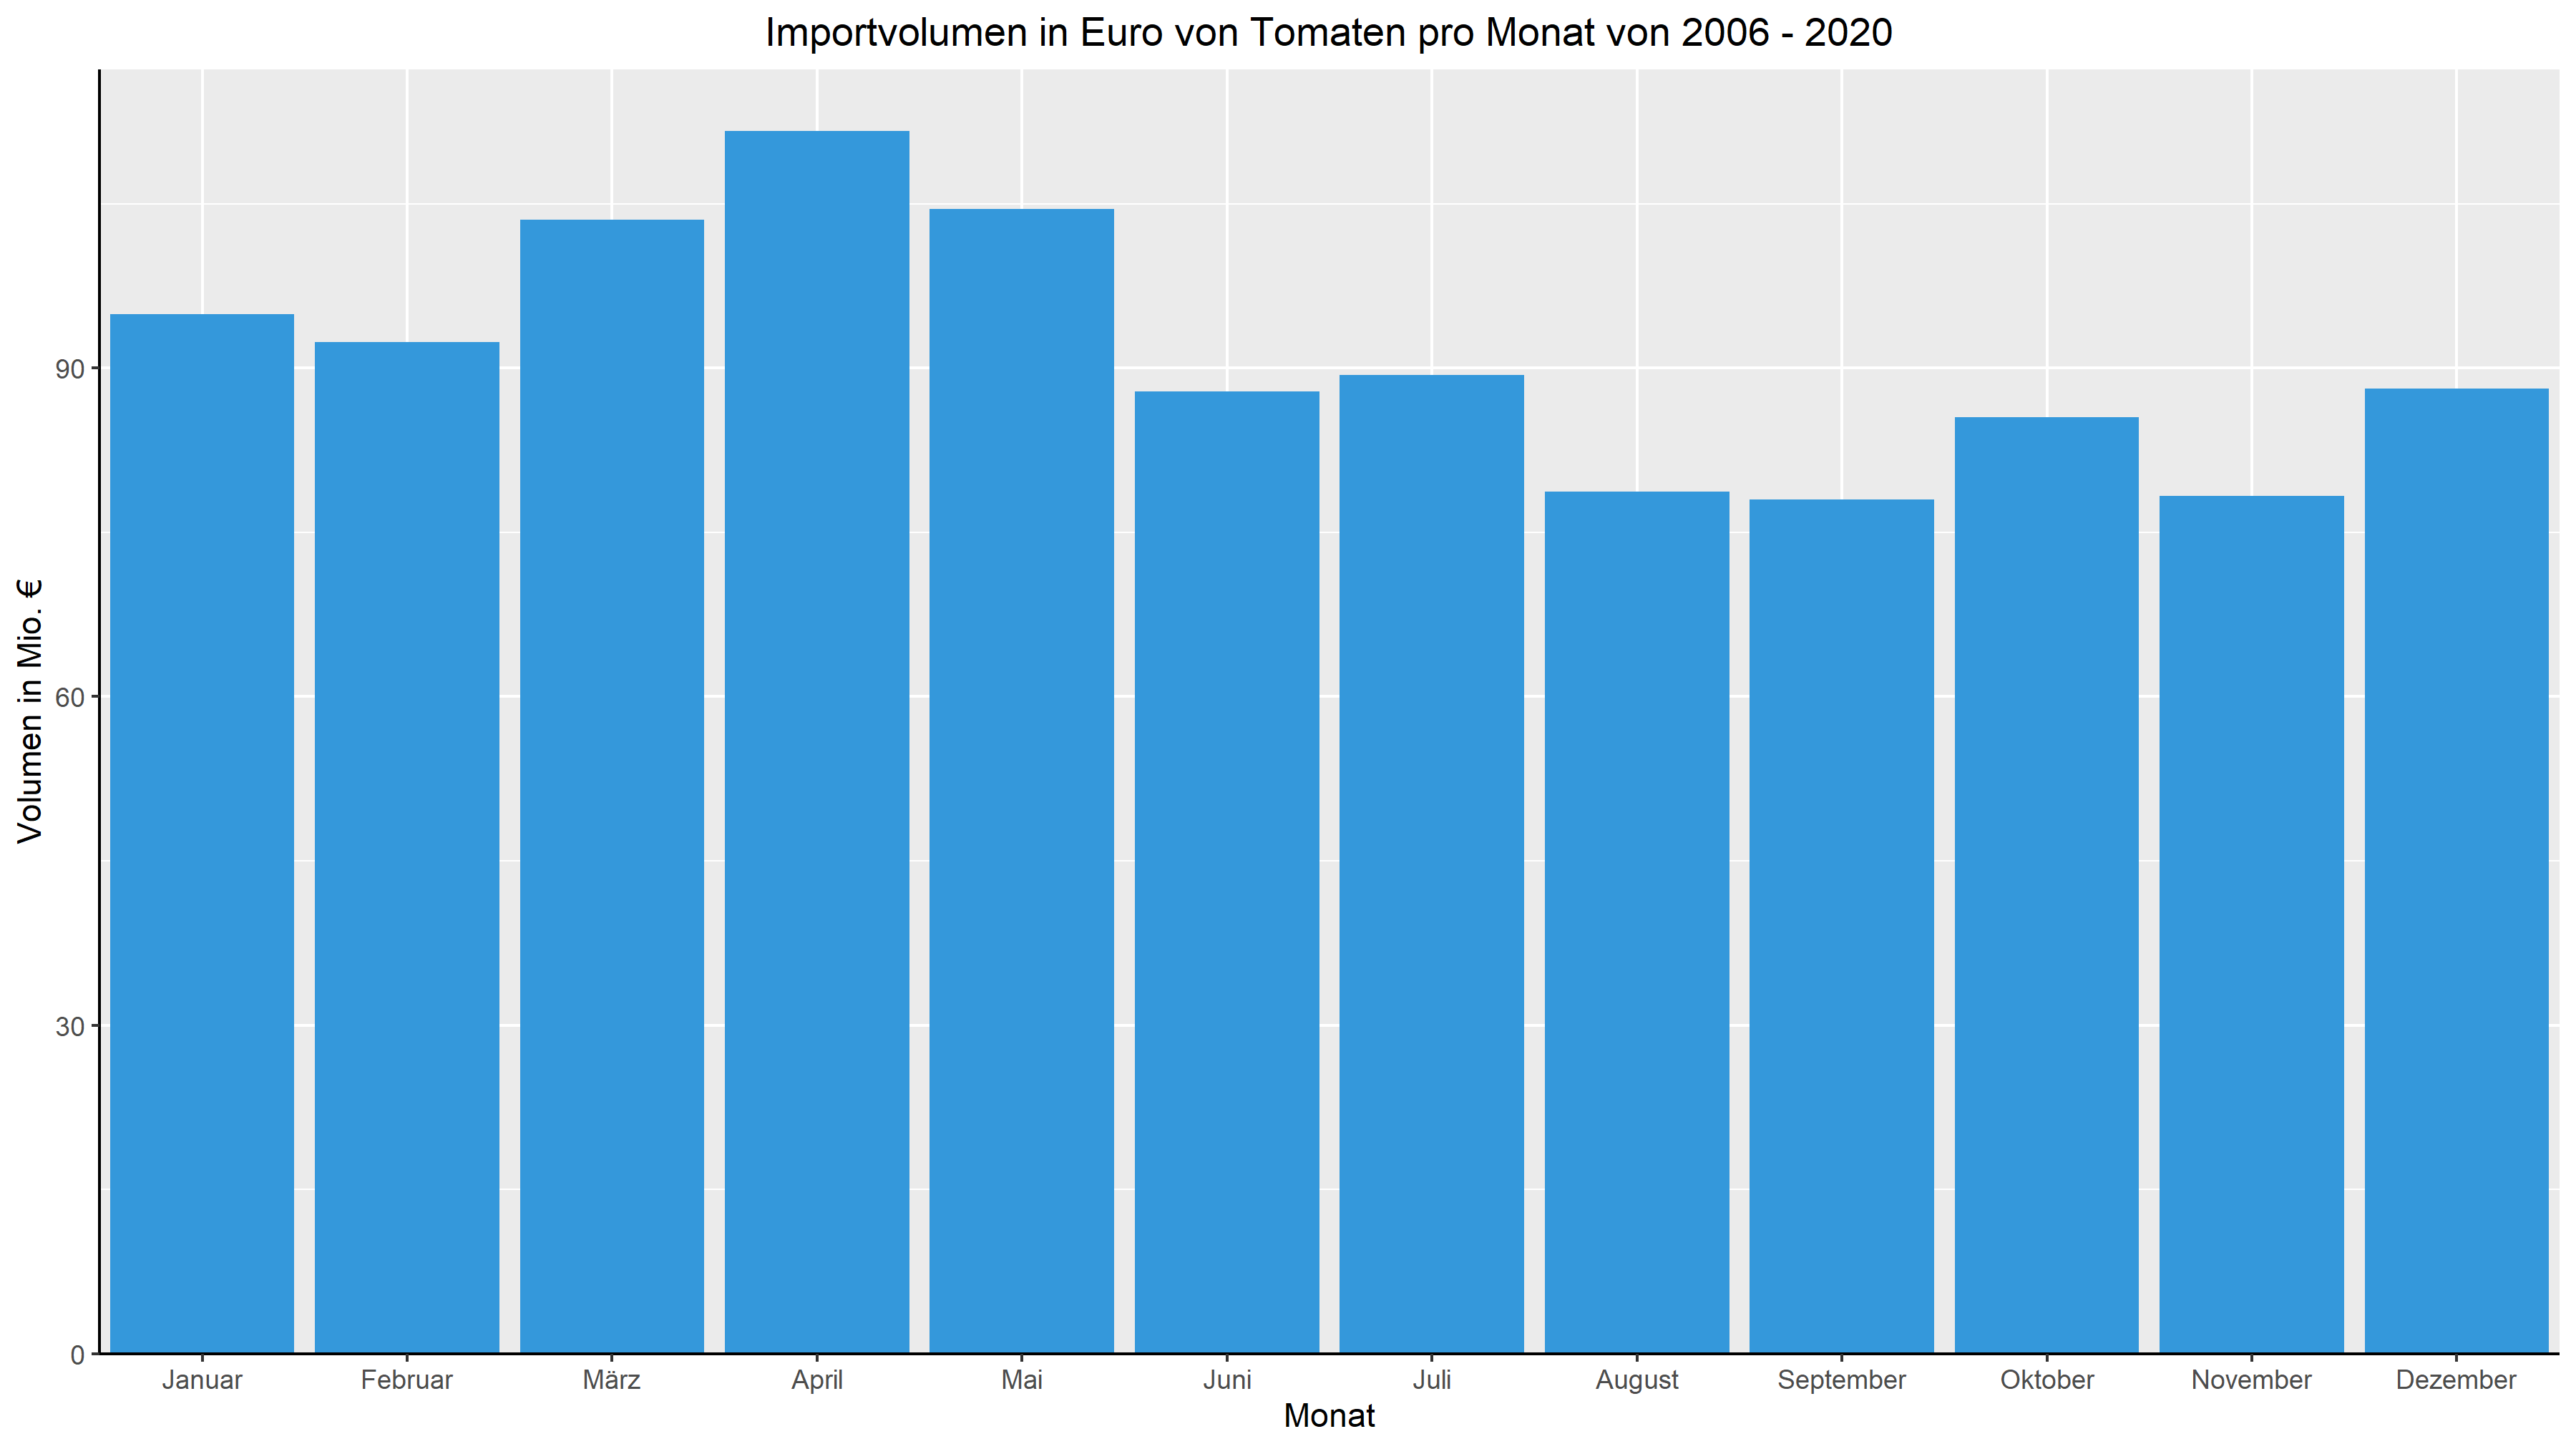 Importvolumen in Euro von Tomaten pro Monat von 2006 - 2020
Volumen in Mio. €
90
60
30
0
Januar Februar März April Mai Juni Juli August September Oktober November Dezember
Monat